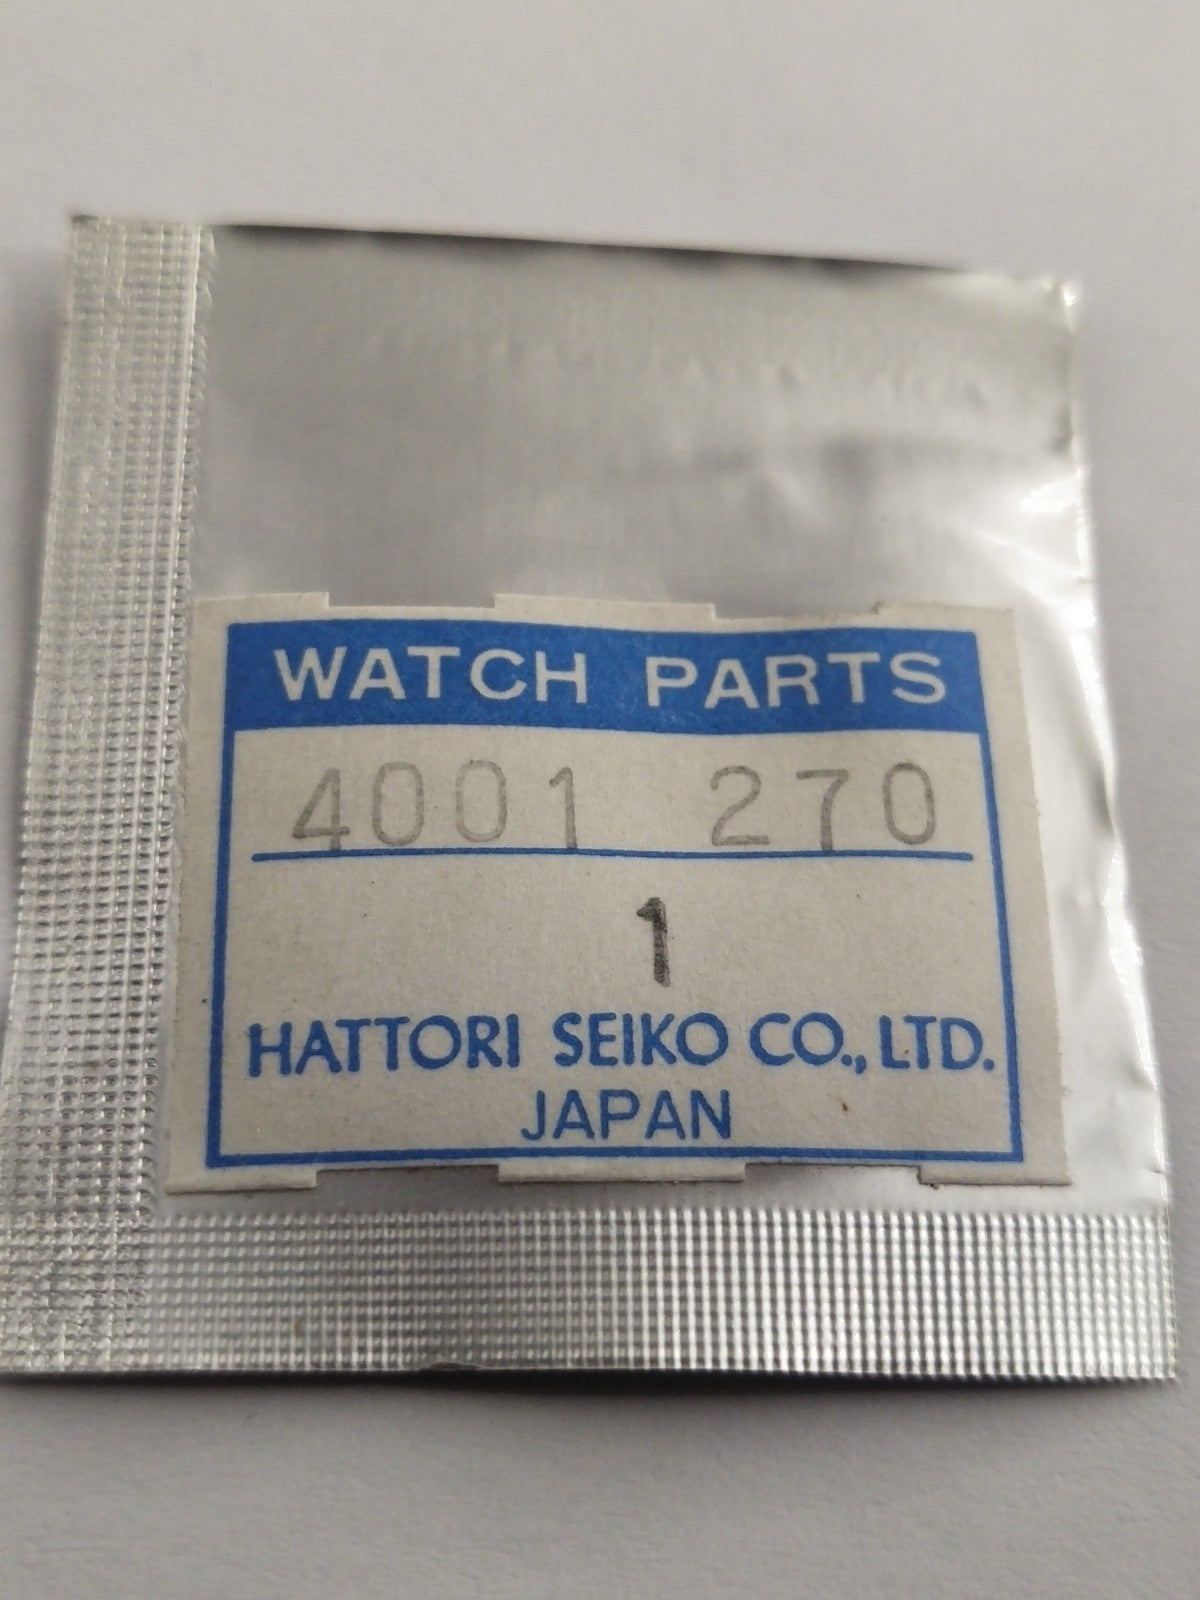 WATCH PARTS
4001 270
1
HATTORI SEIKO CO., LTD.
JAPAN